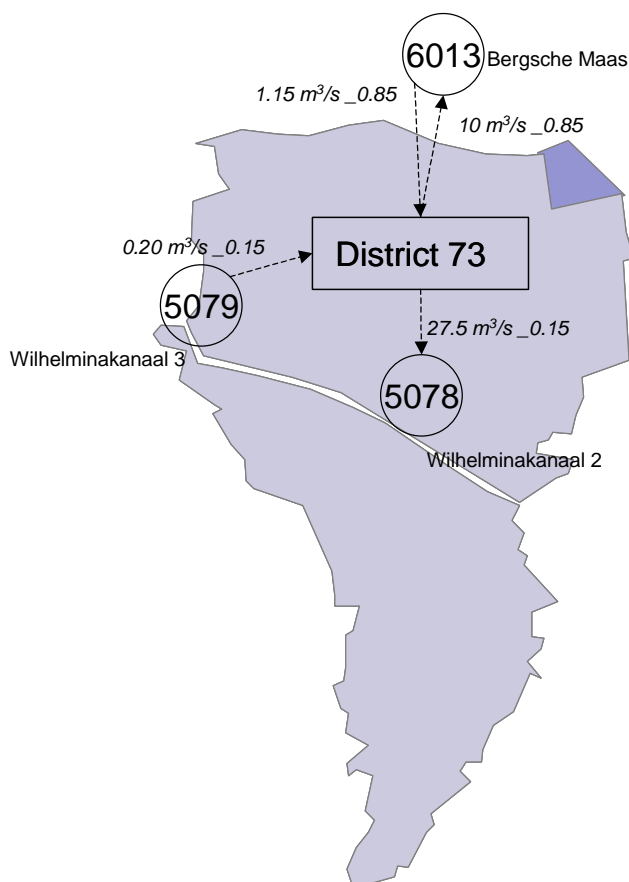 6013 Bergsche Maas
1.15 m³/s _0.85
10 m³/s _0.85
0.20 m³/s _0.15
District 73
5079
27.5 m³/s _0.15
Wilhelminakanaal 3
5078
Wilhelminakanaal 2